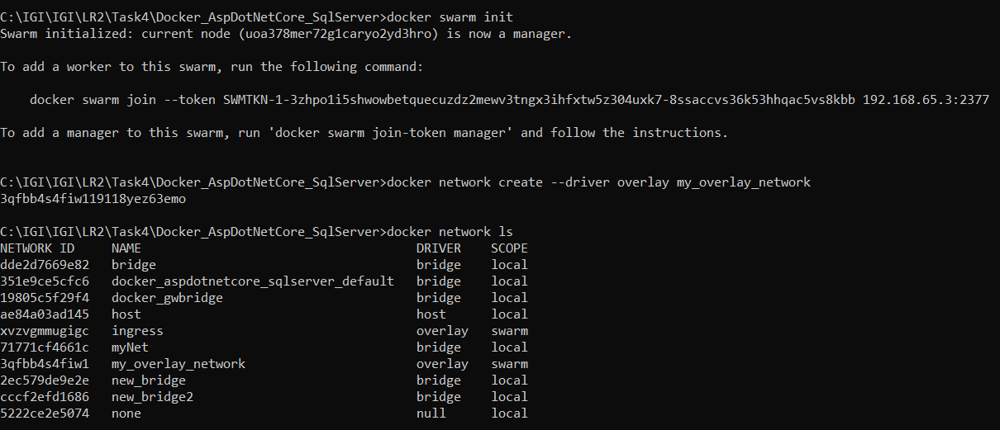 C:\IGI\IGI\LR2\Task4\Docker_AspDotNetCore_SqlServer>docker swarm init
Swarm initialized: current node (uoa378mer72g1caryo2yd3hro) is now a manager.
To add a worker to this swarm, run the following command:
docker swarm join --token SWMTKN-1-3zhpo1i5shwowbetquecuzdz2mewv3tngx3ihfxtw5z304uxk7-8ssaccvs36k53hhqac5vs8kbb 192.168.65.3:2377
To add a manager to this swarm, run 'docker swarm join-token manager' and follow the instructions.
C:\IGI\IGI\LR2\Task4\Docker_AspDotNetCore_SqlServer>docker network create --driver overlay my_overlay_network
3qfbb4s4fiw119118yez63emo
C:\IGI\IGI\LR2\Task4\Docker_AspDotNetCore_SqlServer>docker network ls
NETWORK ID     NAME                                     DRIVER    SCOPE
dde2d7669e82   bridge                                   bridge    local
351e9ce5cfc6   docker_aspdotnetcore_sqlserver_default   bridge    local
19805c5f29f4   docker_gwbridge                          bridge    local
ae84a03ad145   host                                     host      local
xvzvgmmugigc   ingress                                  overlay   swarm
71771cf4661c   myNet                                    bridge    local
3qfbb4s4fiw1   my_overlay_network                       overlay   swarm
2ec579de9e2e   new_bridge                               bridge    local
cccf2efd1686   new_bridge2                              bridge    local
5222ce2e5074   none                                     null      local